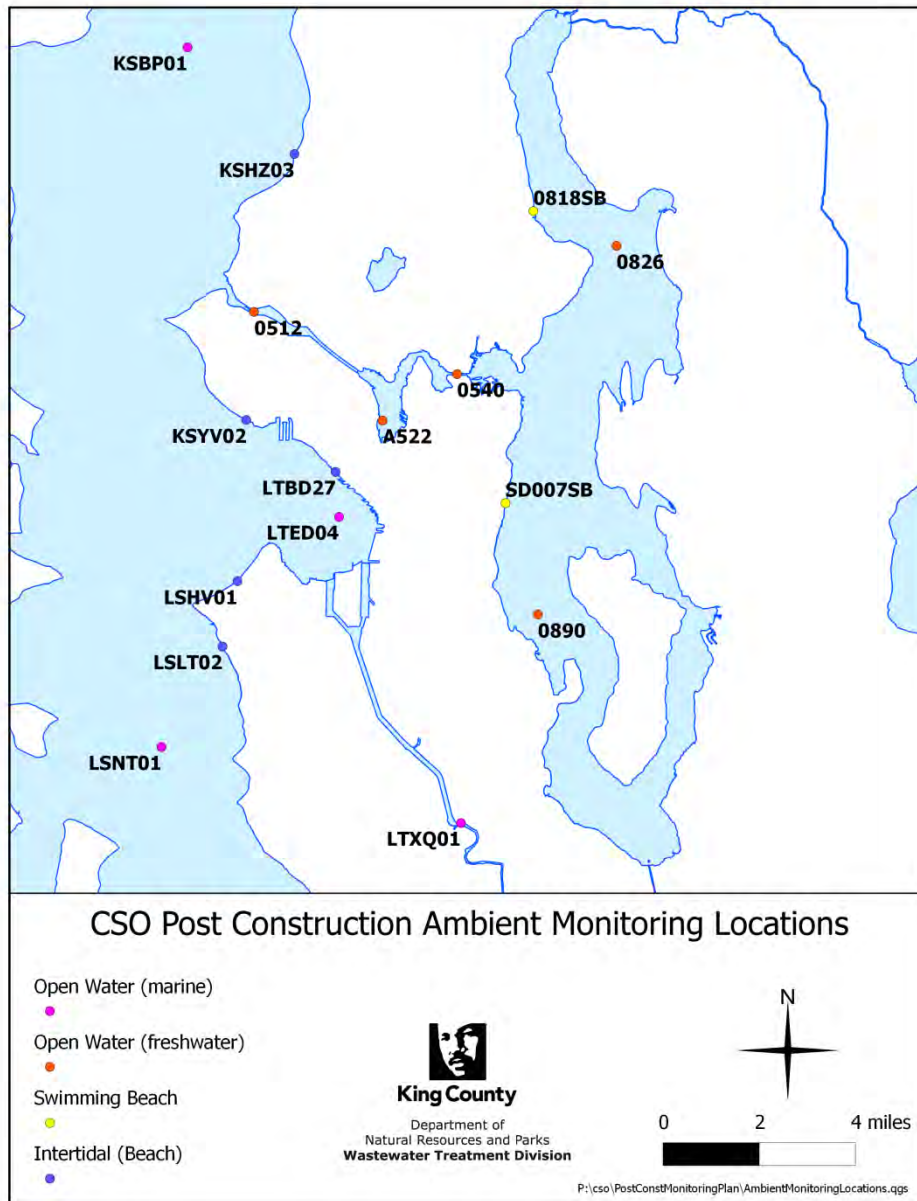 KSBP01
KSHZ03
0818SB
0826
0512
0540
KSYV02
A522
LTBD27
SD007SB
LTED04
LSHV01
0890
LSLT02
LSNT01
LTXQ01
CSO Post Construction Ambient Monitoring Locations
Open Water (marine)
Open Water (freshwater)
Swimming Beach
Intertidal (Beach)
King County
Department of
Natural Resources and Parks
Wastewater Treatment Division
N
0 2 4 miles
P:\cso\PostConstMonitoringPlan\AmbientMonitoringLocations.qgs